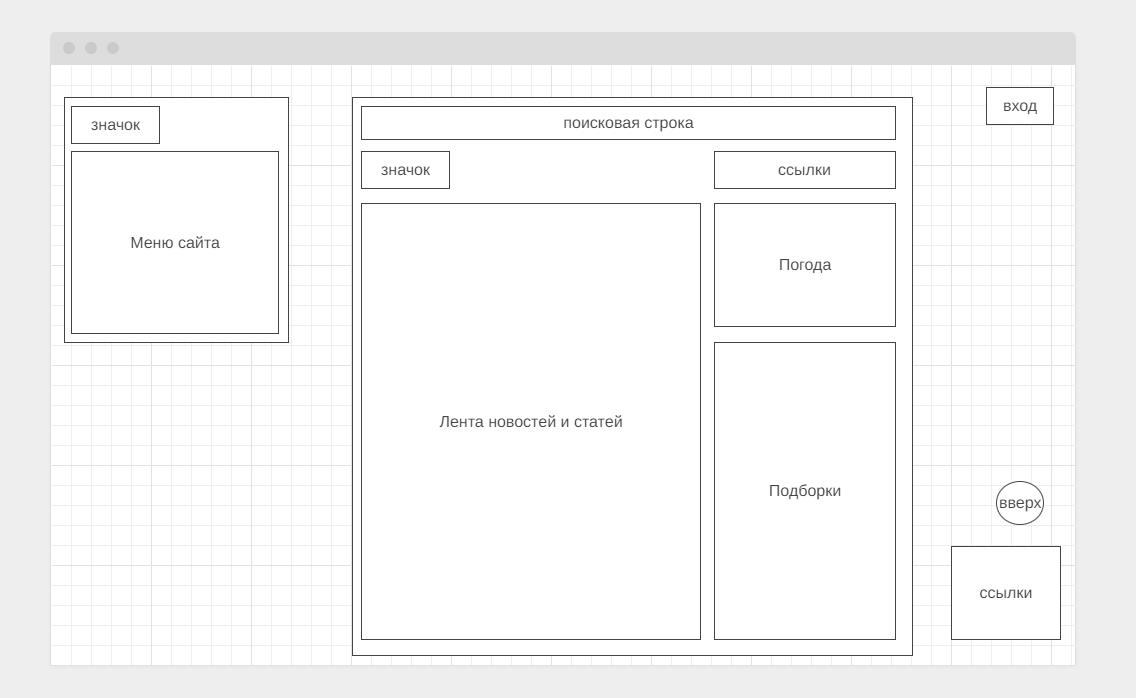 вход
значок
Меню сайта
поисковая строка
значок
ссылки
Лента новостей и статей
Погода
Подборки
вверх
ссылки